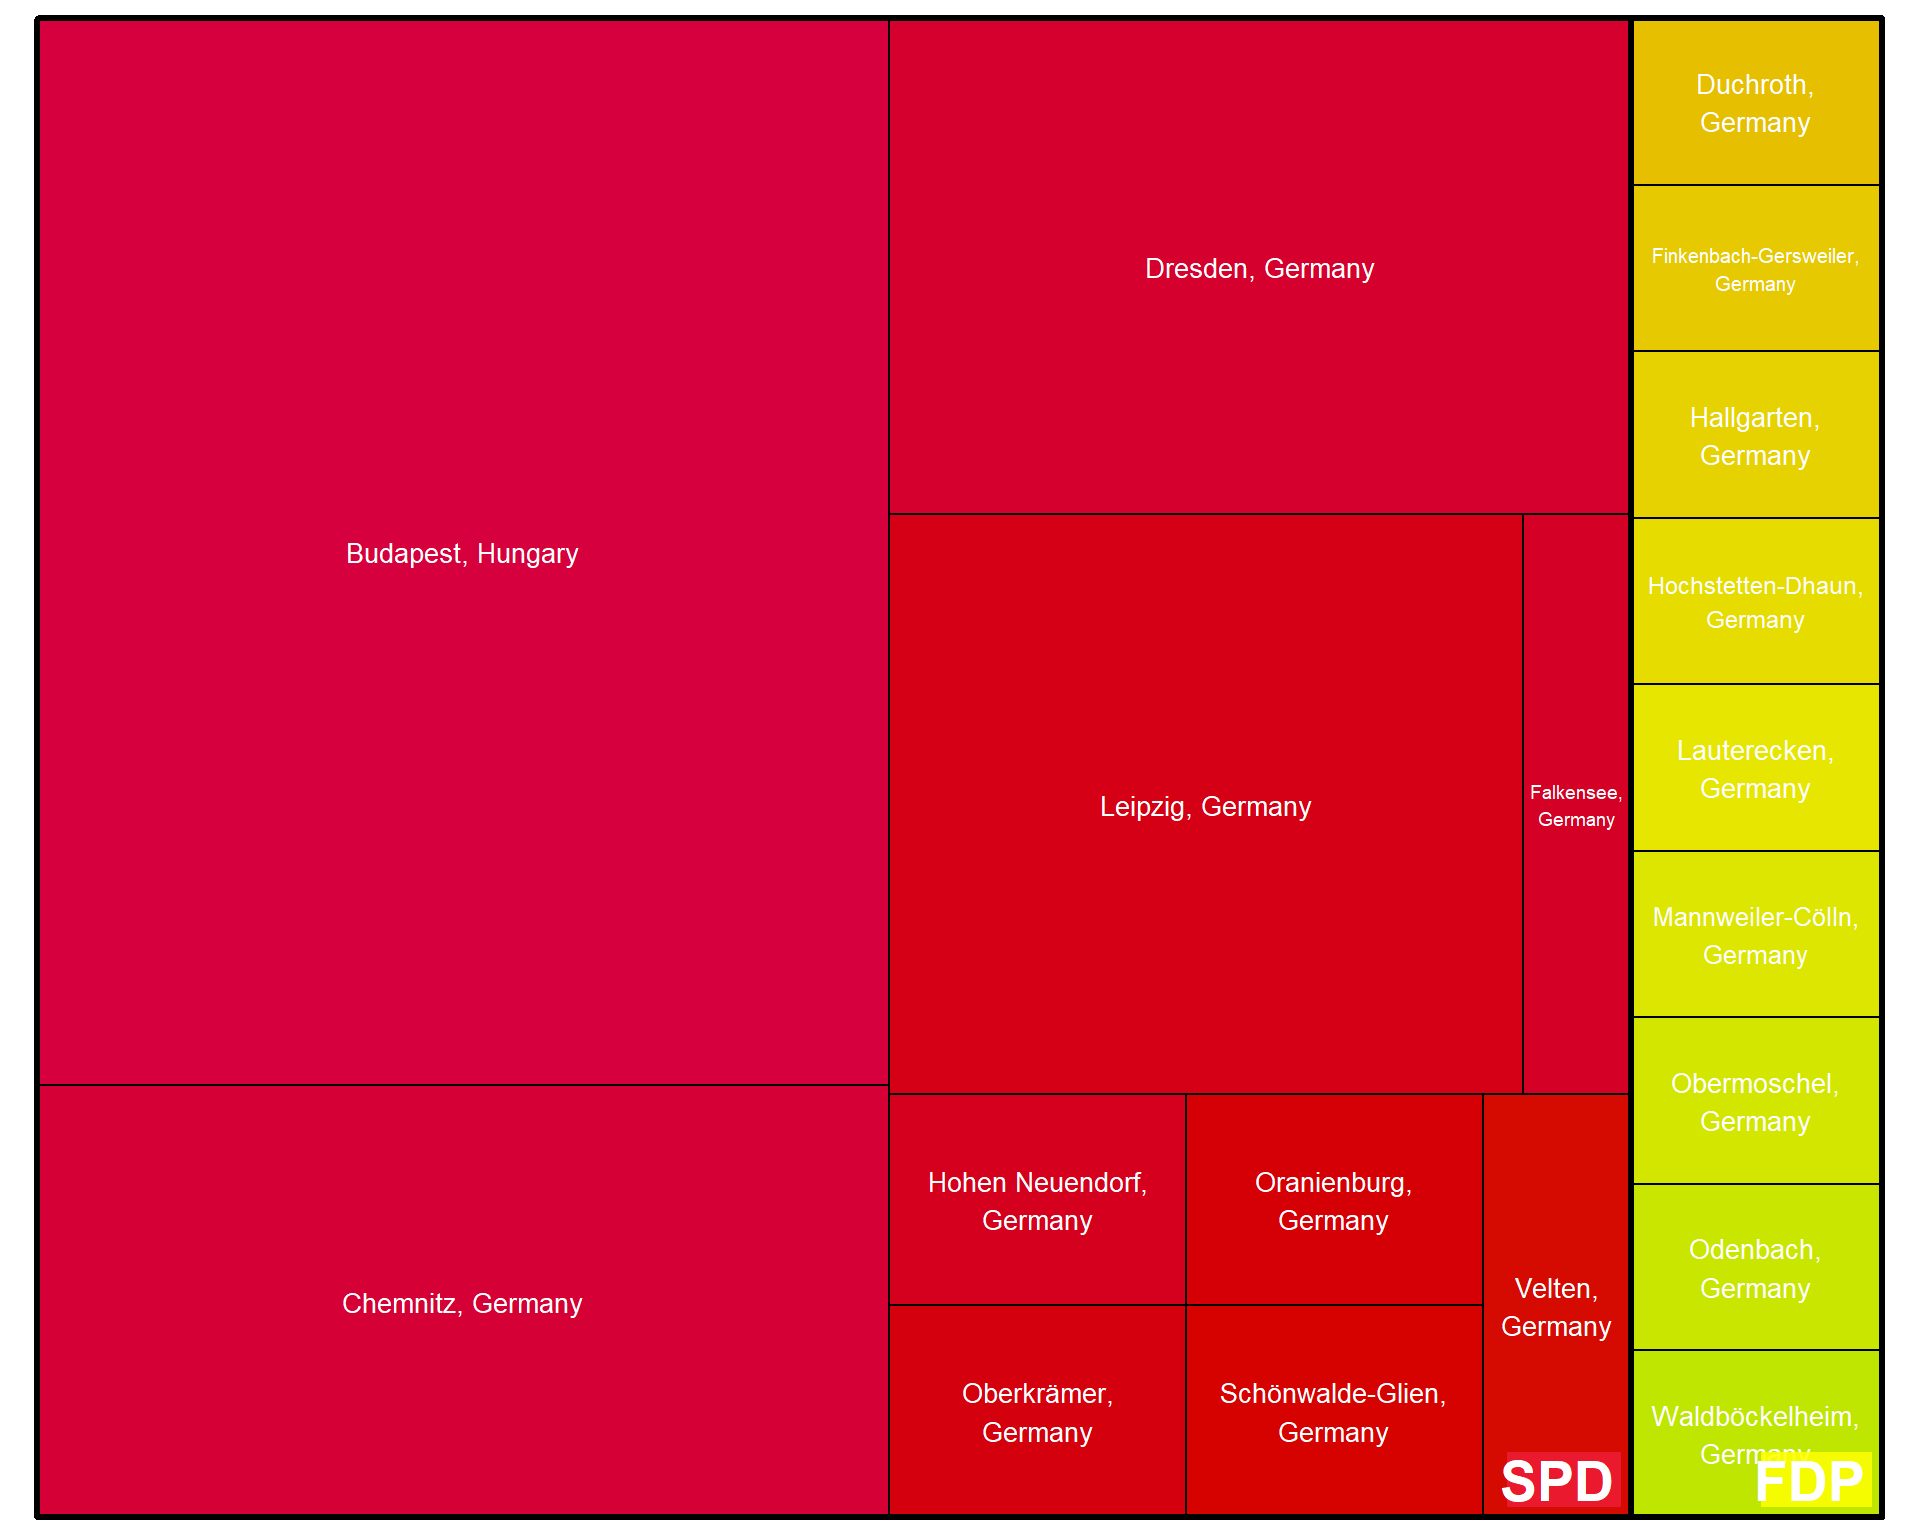 Budapest, Hungary
Chemnitz, Germany
Dresden, Germany
Leipzig, Germany
Falkensee,
Germany
Hohen Neuendorf,
Germany
Oranienburg,
Germany
Oberkrämer,
Germany
Schönwalde-Glien,
Germany
Velten,
Germany
SPD
Duchroth,
Germany
Finkenbach-Gersweiler,
Germany
Hallgarten,
Germany
Hochstetten-Dhaun,
Germany
Lauterecken,
Germany
Mannweiler-Cölln,
Germany
Obermoschel,
Germany
Odenbach,
Germany
Waldböckelheim,
Germany
FDP